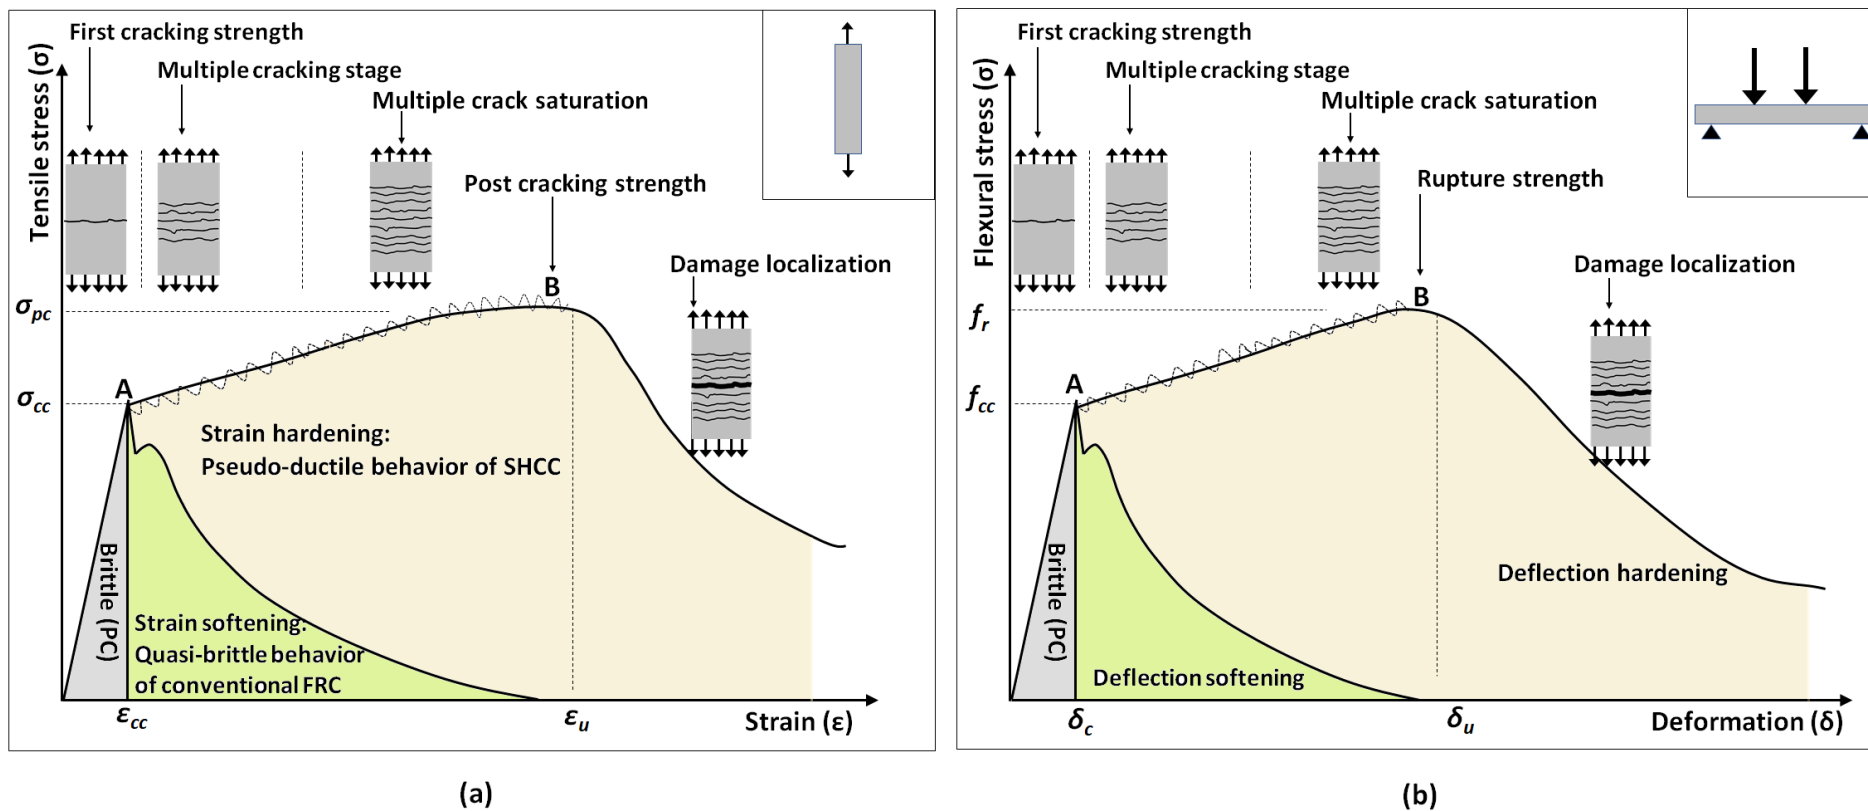 First cracking strength
Multiple cracking stage
Multiple crack saturation
Post cracking strength
Damage localization
Tensile stress (σ)
σpc
σcc
A
B
Strain hardening:
Pseudo-ductile behavior of SHCC
Brittle (PC)
Strain softening:
Quasi-brittle behavior
of conventional FRC
εcc
εu
Strain (ε)
(a)
First cracking strength
Multiple cracking stage
Multiple crack saturation
Rupture strength
Damage localization
Flexural stress (σ)
fr
fcc
A
B
Brittle (PC)
Deflection hardening
Deflection softening
δc
δu
Deformation (δ)
(b)